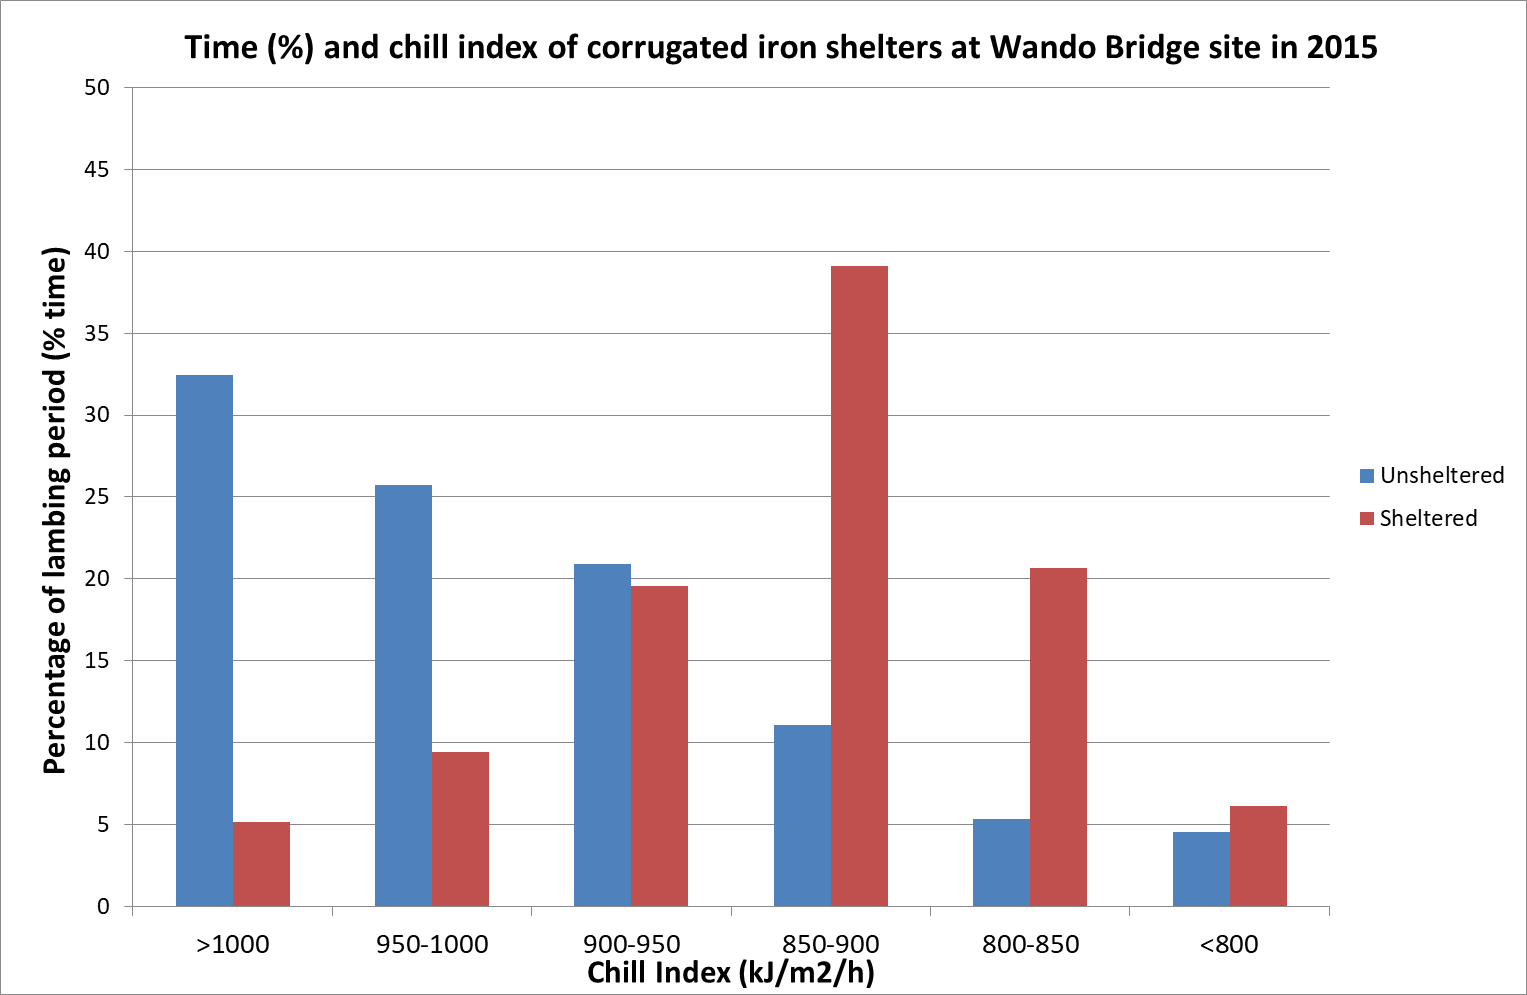 Time (%) and chill index of corrugated iron shelters at Wando Bridge site in 2015
Percentage of lambing period (% time)
50
45
40
35
30
25
20
15
10
5
0
>1000 950-1000 900-950 850-900 800-850 <800
Chill Index (kJ/m2/h)
Unsheltered
Sheltered